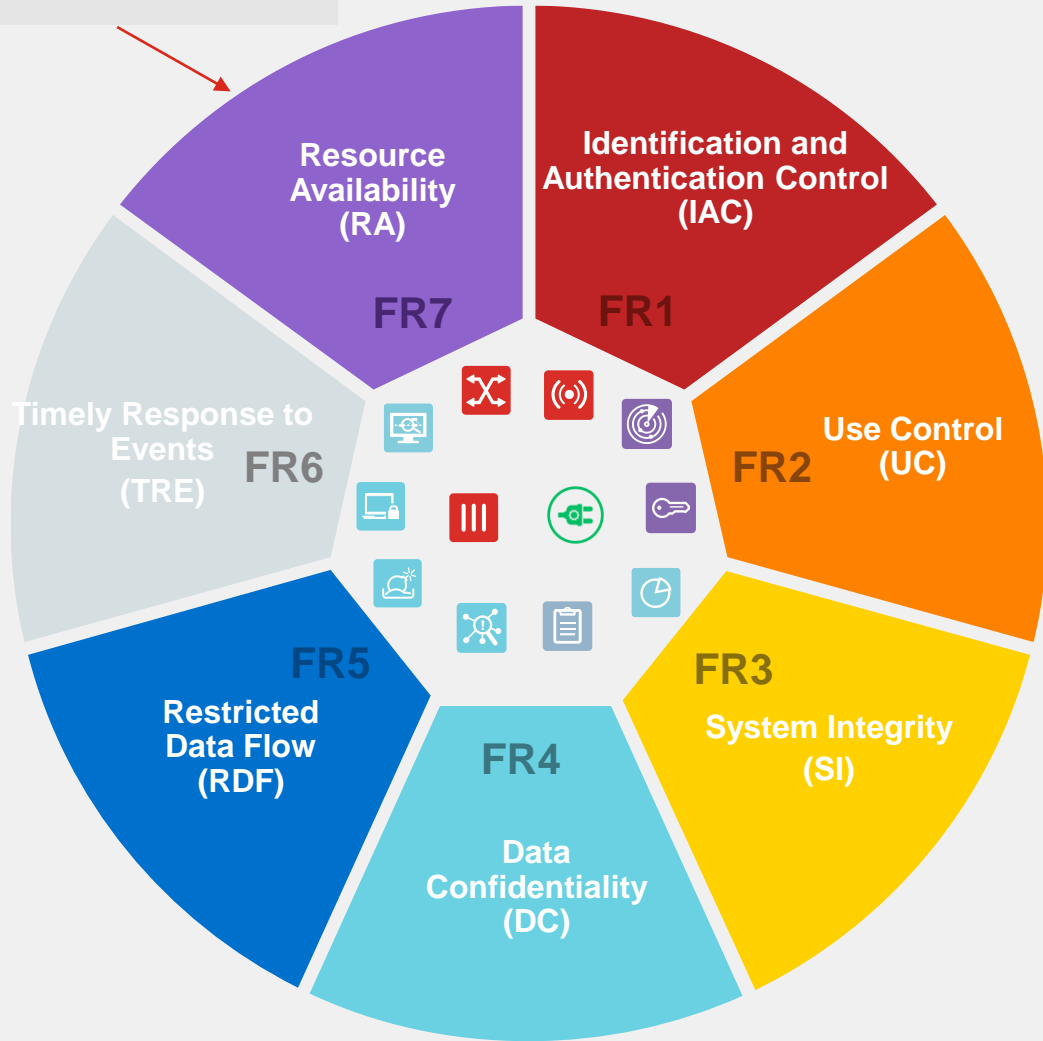 Identification and
Authentication Control
(IAC)
FR1
Use Control
(UC)
FR2
FR3
System Integrity
(SI)
FR4
Data
Confidentiality
(DC)
FR5
Restricted
Data Flow
(RDF)
Timely Response to
Events
(TRE)
FR6
Resource
Availability
(RA)
FR7